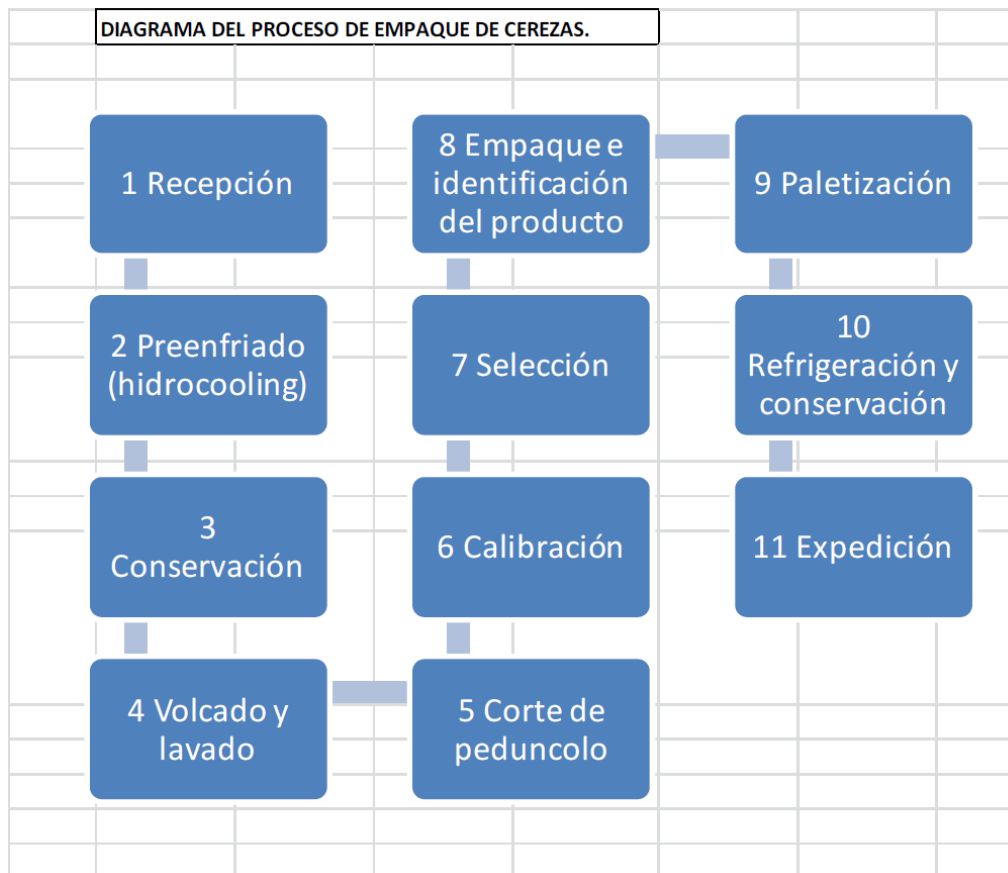 DIAGRAMA DEL PROCESO DE EMPAQUE DE CEREZAS.
1 Recepción
2 Preenfriado
(hidrocooling)
3
Conservación
4 Volcado y
lavado
5 Corte de
peduncolo
6 Calibración
7 Selección
8 Empaque e
identificación
del producto
9 Paletización
10
Refrigeración y
conservación
11 Expedición